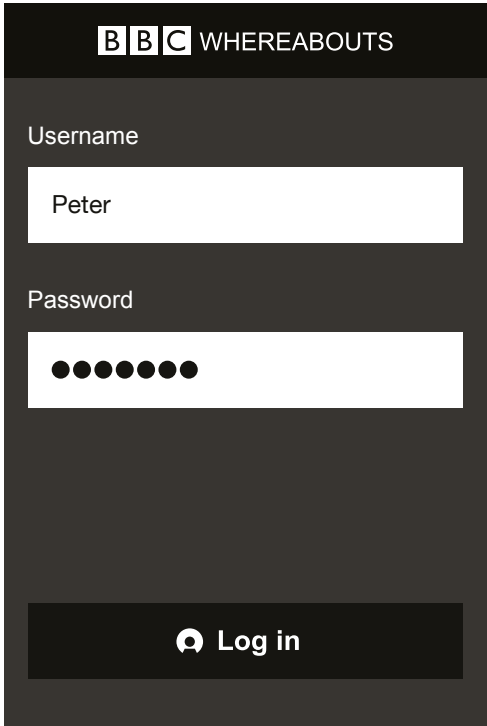 BBC WHEREABOUTS
Username
Peter
Password
●●●●●●●
Log in